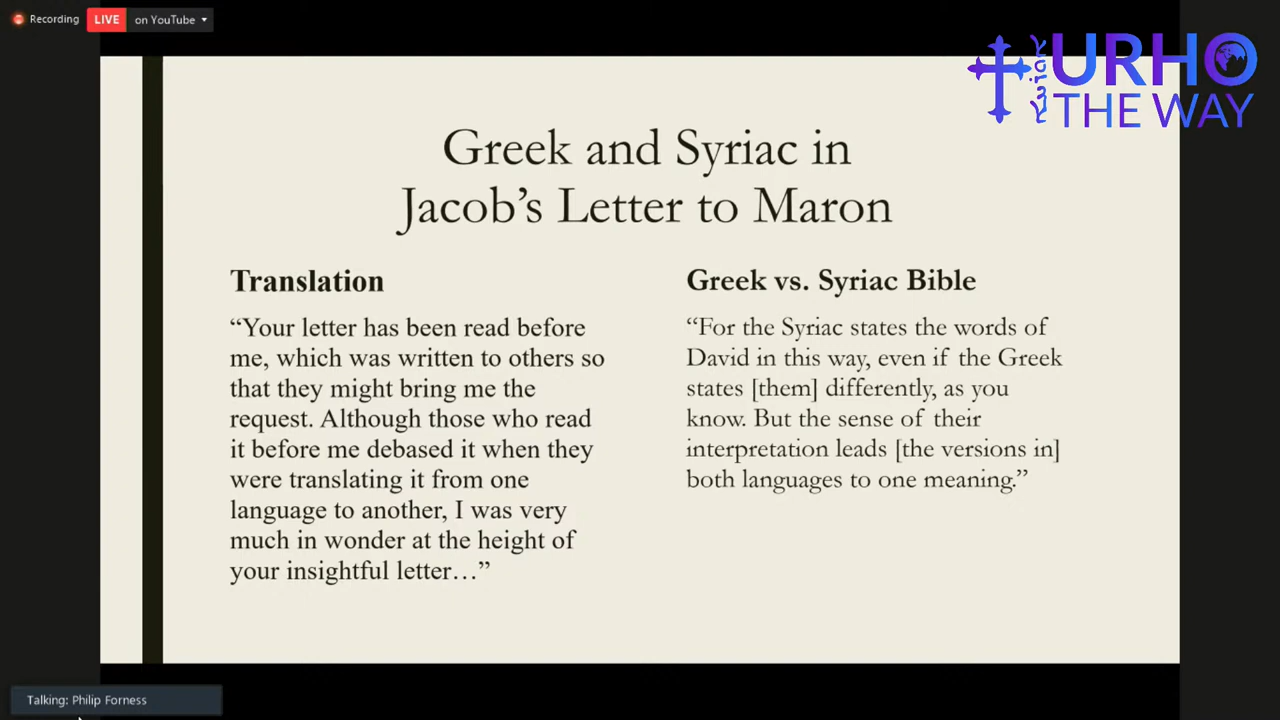 Recording
LIVE on YouTube
URHO
THE WAY
Greek and Syriac in
Jacob’s Letter to Maron
Translation
“Your letter has been read before
me, which was written to others so
that they might bring me the
request. Although those who read
it before me debased it when they
were translating it from one
language to another, I was very
much in wonder at the height of
your insightful letter…”
Greek vs. Syriac Bible
“For the Syriac states the words of
David in this way, even if the Greek
states [them] differently, as you
know. But the sense of their
interpretation leads [the versions in]
both languages to one meaning.”
Talking: Philip Forness